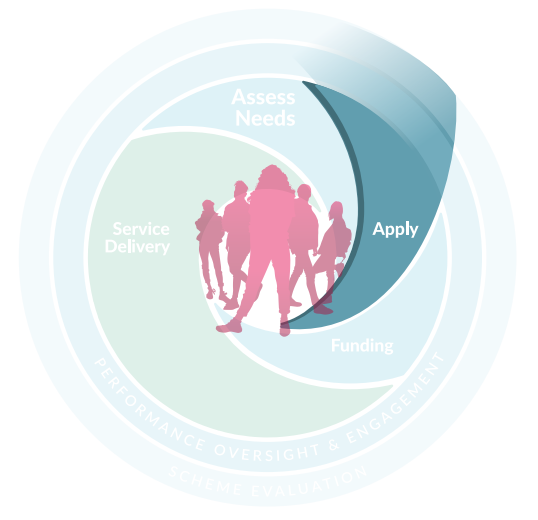 Assess
Needs
Service
Delivery
Apply
Funding
PERFORMANCE OVERSIGHT & ENGAGEMENT
SCHEME EVALUATION